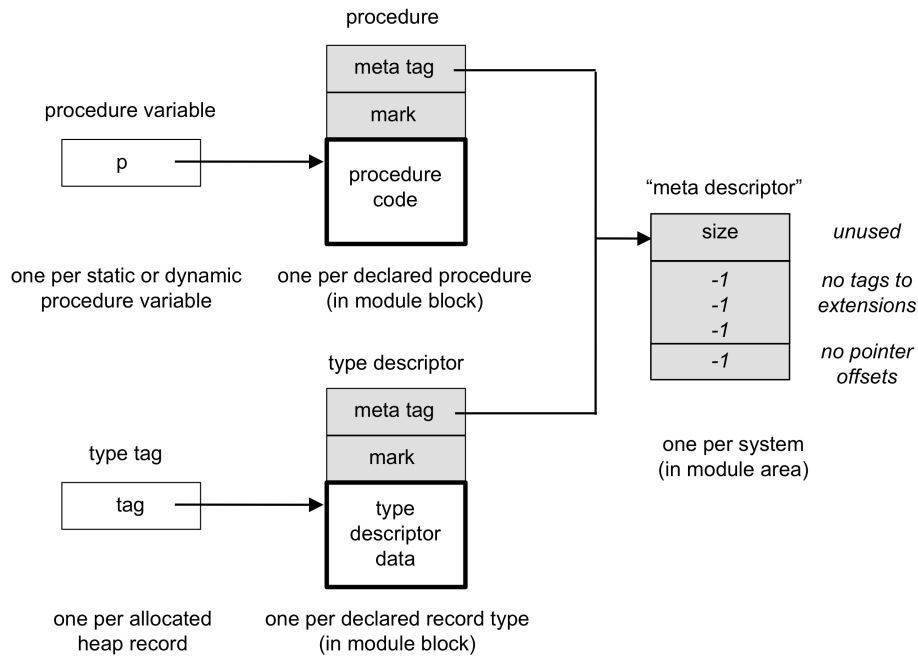 procedure
meta tag
mark
procedure variable
p
procedure
code
one per static or dynamic
procedure variable
one per declared procedure
(in module block)
“meta descriptor”
size
unused
-1
-1
-1
no tags to
extensions
-1
no pointer
offsets
one per system
(in module area)
type descriptor
meta tag
mark
type tag
tag
type
descriptor
data
one per allocated
heap record
one per declared record type
(in module block)